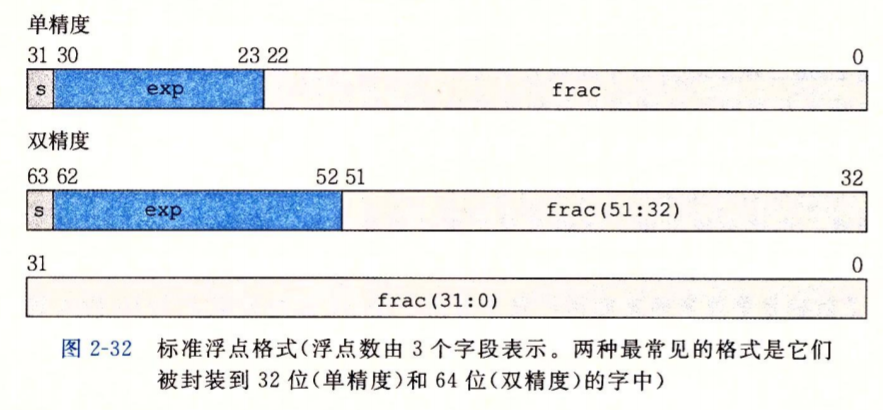 单精度
31 30 23 22 0
s exp frac
双精度
63 62 52 51 32
s exp frac(51:32)
31 0
frac(31:0)
图 2-32 标准浮点格式(浮点数由 3 个字段表示。两种最常见的格式是它们
被封装到 32 位(单精度)和 64 位(双精度)的字中)